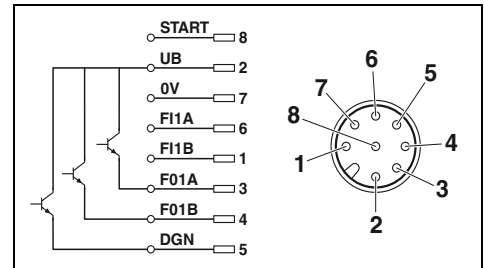 START 8
UB 2
0V 7
FI1A 6
FI1B 1
F01A 3
F01B 4
DGN 5
6
7 5
8
1 4
3
2